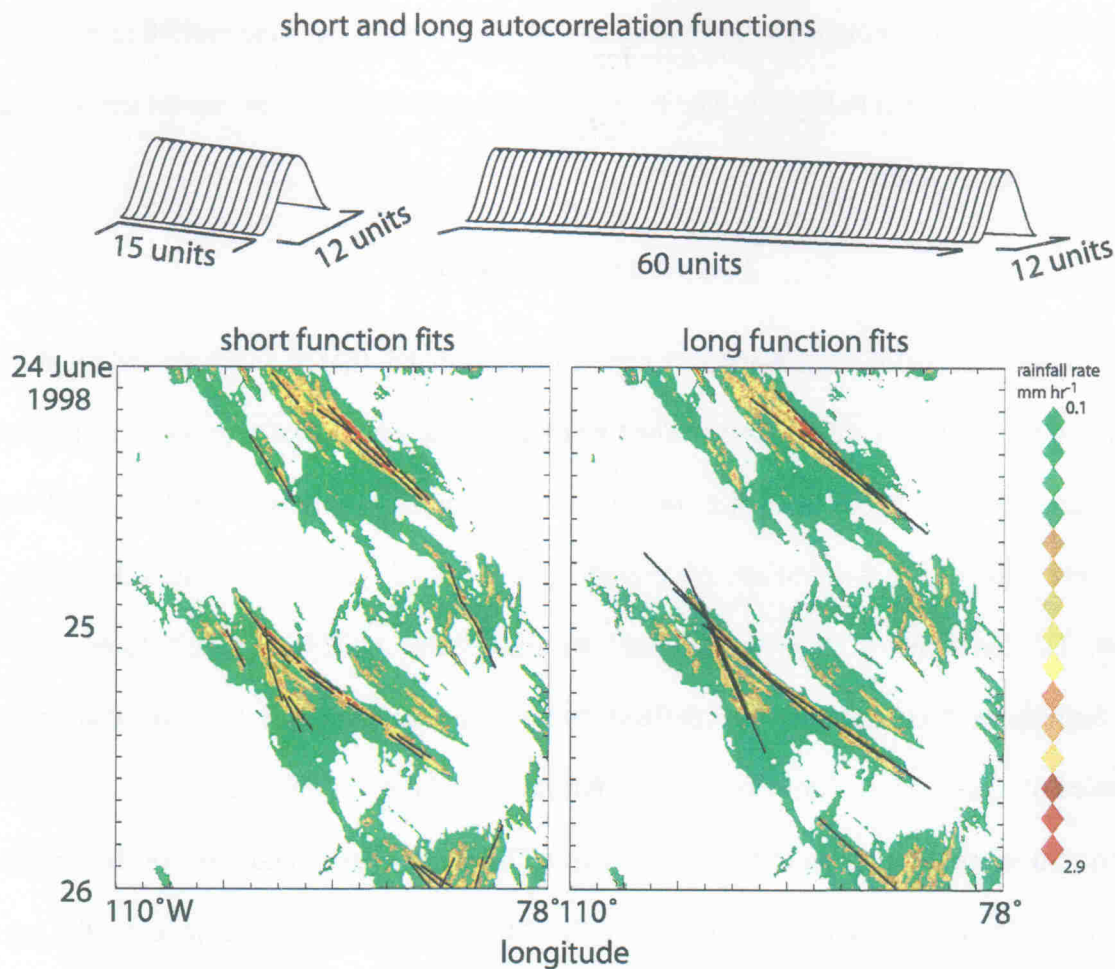 short and long autocorrelation functions
15 units
12 units
60 units
12 units
short function fits
long function fits
24 June
1998
25
26
110°W
78°
110°
78°
longitude
rainfall rate
mm hr⁻¹
0.1
2.9